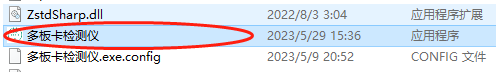 ZstdSharp.dll 2022/8/3 3:04 应用程序扩展
多板卡检测仪 2023/5/29 15:36 应用程序
多板卡检测仪.exe.config 2023/5/9 20:52 CONFIG 文件